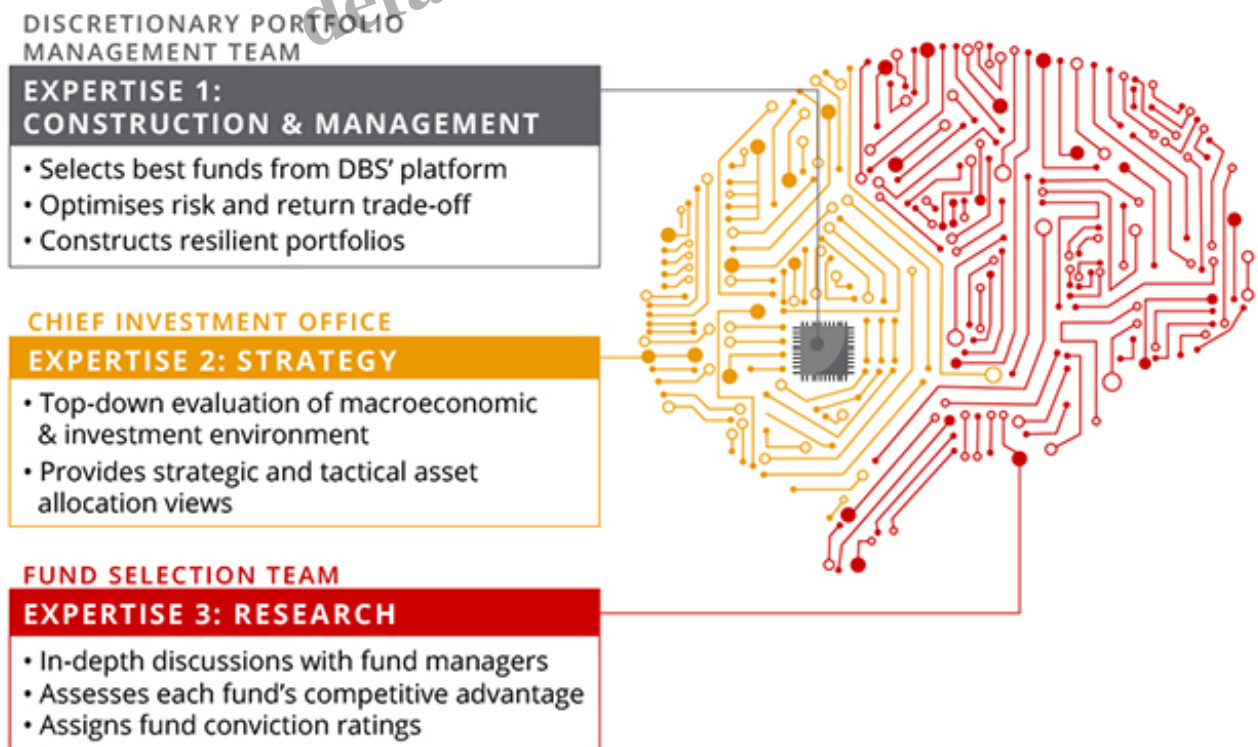 DISCRETIONARY PORTFOLIO
MANAGEMENT TEAM
EXPERTISE 1:
CONSTRUCTION & MANAGEMENT
• Selects best funds from DBS’ platform
• Optimises risk and return trade-off
• Constructs resilient portfolios
CHIEF INVESTMENT OFFICE
EXPERTISE 2: STRATEGY
• Top-down evaluation of macroeconomic
& investment environment
• Provides strategic and tactical asset
allocation views
FUND SELECTION TEAM
EXPERTISE 3: RESEARCH
• In-depth discussions with fund managers
• Assesses each fund’s competitive advantage
• Assigns fund conviction ratings